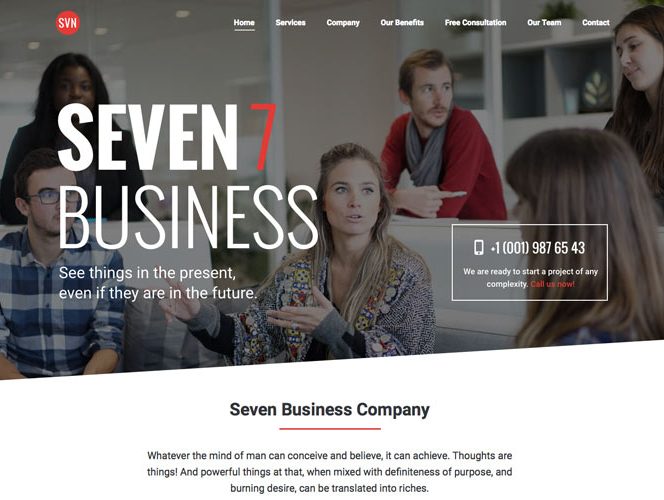 SVN
Home Services Company Our Benefits Free Consultation Our Team Contact
SEVEN 7
BUSINESS
See things in the present,
even if they are in the future.
+1 (001) 987 65 43
We are ready to start a project of any
complexity. Call us now!
Seven Business Company
Whatever the mind of man can conceive and believe, it can achieve. Thoughts are
things! And powerful things at that, when mixed with definiteness of purpose, and
burning desire, can be translated into riches.